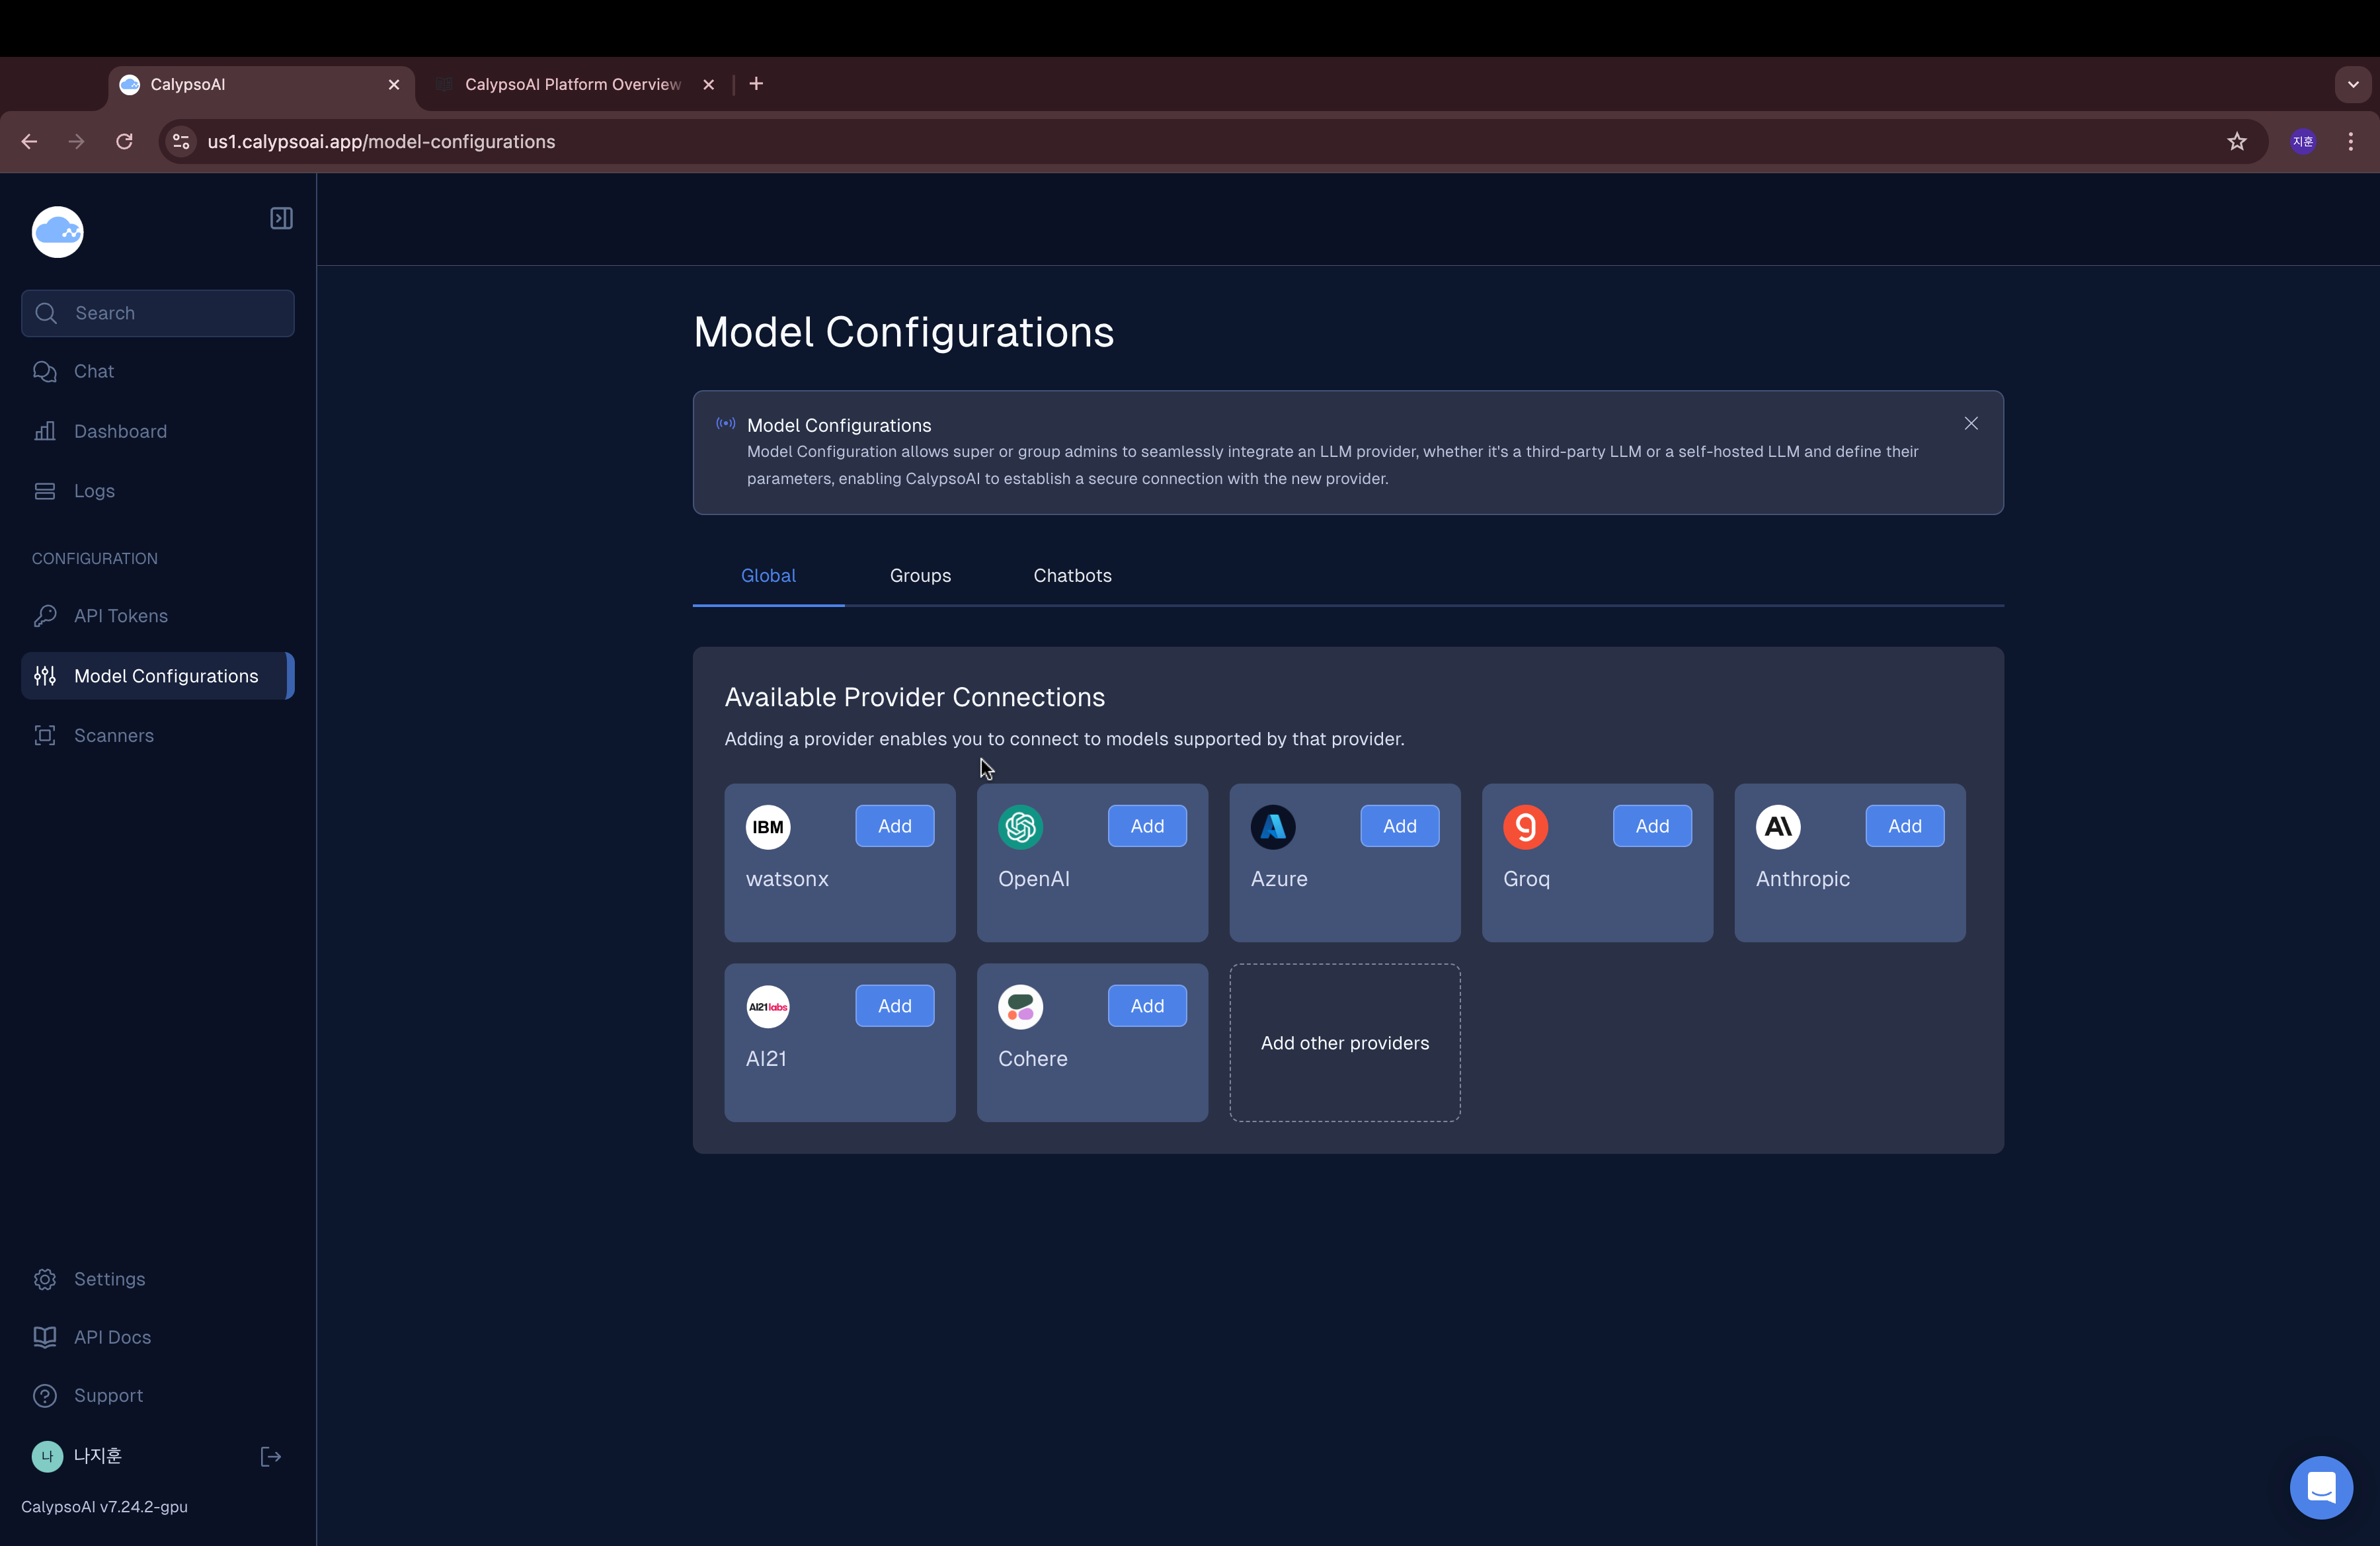 CalypsoAI
CalypsoAI Platform Overview
us1.calypsoai.app/model-configurations
지훈
Search
Chat
Dashboard
Logs
CONFIGURATION
API Tokens
Model Configurations
Scanners
Settings
API Docs
Support
나
나지훈
CalypsoAI v7.24.2-gpu
Model Configurations
Model Configurations
Model Configuration allows super or group admins to seamlessly integrate an LLM provider, whether it's a third-party LLM or a self-hosted LLM and define their
parameters, enabling CalypsoAI to establish a secure connection with the new provider.
Global
Groups
Chatbots
Available Provider Connections
Adding a provider enables you to connect to models supported by that provider.
IBM
Add
watsonx
Add
OpenAI
Add
Azure
Add
Groq
Add
Anthropic
AI21labs
Add
AI21
Add
Cohere
Add other providers